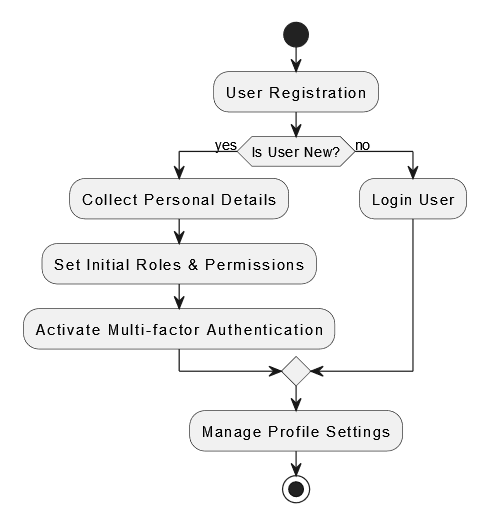 User Registration
yes
Is User New?
no
Collect Personal Details
Login User
Set Initial Roles & Permissions
Activate Multi-factor Authentication
Manage Profile Settings